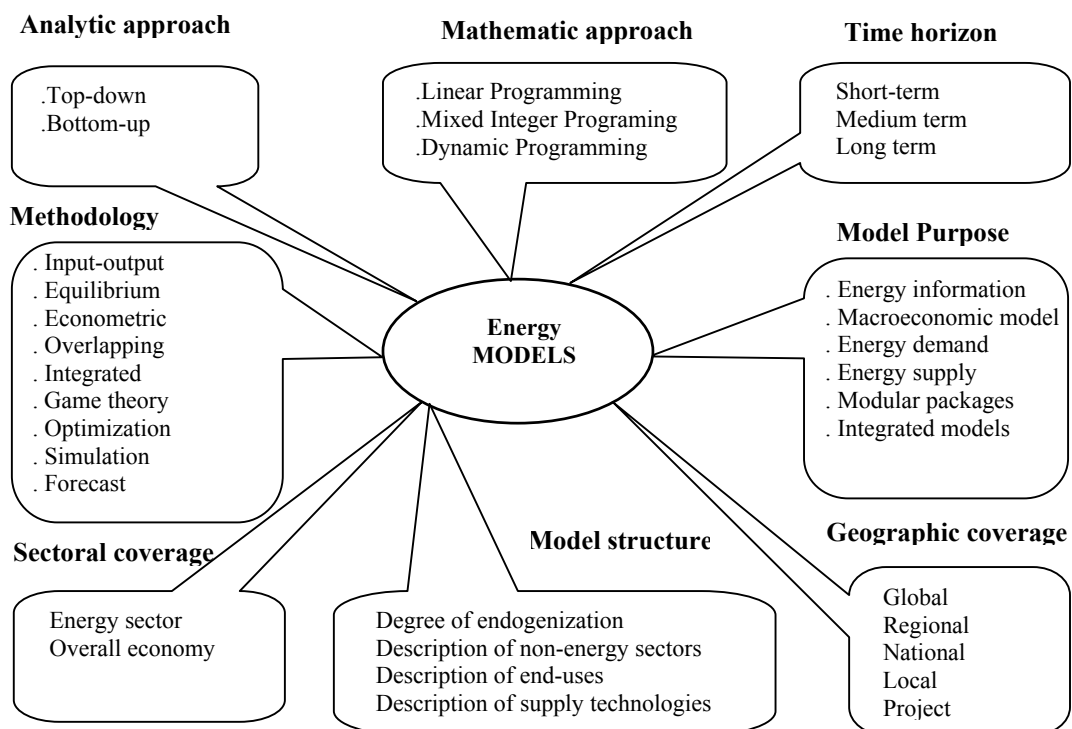 Analytic approach
.Top-down
.Bottom-up
Mathematic approach
.Linear Programming
.Mixed Integer Programing
.Dynamic Programming
Time horizon
Short-term
Medium term
Long term
Methodology
. Input-output
. Equilibrium
. Econometric
. Overlapping
. Integrated
. Game theory
. Optimization
. Simulation
. Forecast
Energy
MODELS
Model Purpose
. Energy information
. Macroeconomic model
. Energy demand
. Energy supply
. Modular packages
. Integrated models
Sectoral coverage
Energy sector
Overall economy
Model structure
Degree of endogenization
Description of non-energy sectors
Description of end-uses
Description of supply technologies
Geographic coverage
Global
Regional
National
Local
Project